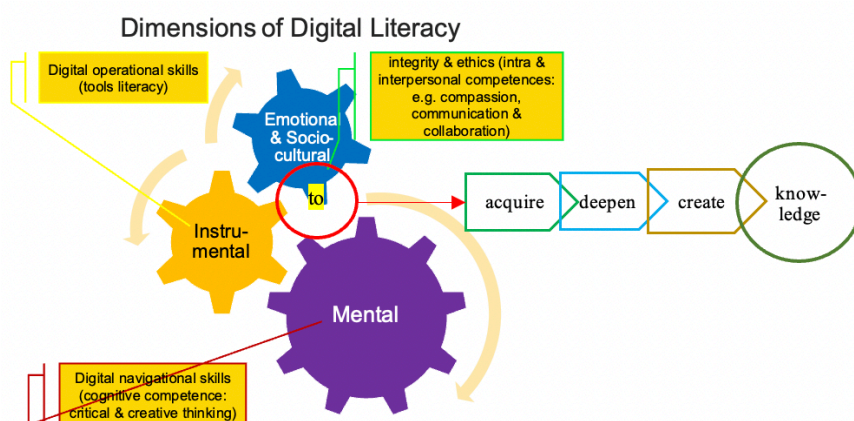 Dimensions of Digital Literacy
Digital operational skills
(tools literacy)
integrity & ethics (intra &
interpersonal competences:
e.g. compassion,
communication &
collaboration)
Emotional
& Socio-
cultural
to
acquire
deepen
create
know-
ledge
Instru-
mental
Mental
Digital navigational skills
(cognitive competence:
critical & creative thinking)